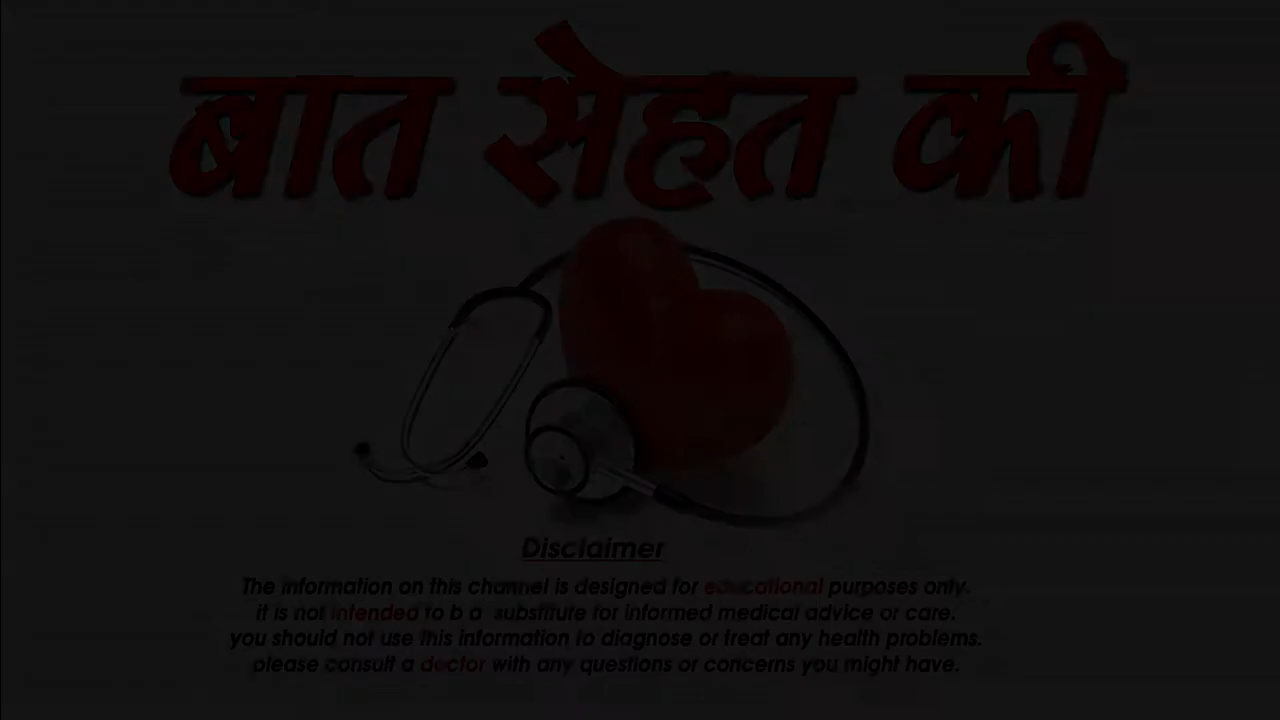 बात सेहत की
Disclaimer
The information on this channel is designed for educational purposes only.
it is not intended to b a substitute for informed medical advice or care.
you should not use this information to diagnose or treat any health problems.
please consult a doctor with any questions or concerns you might have.